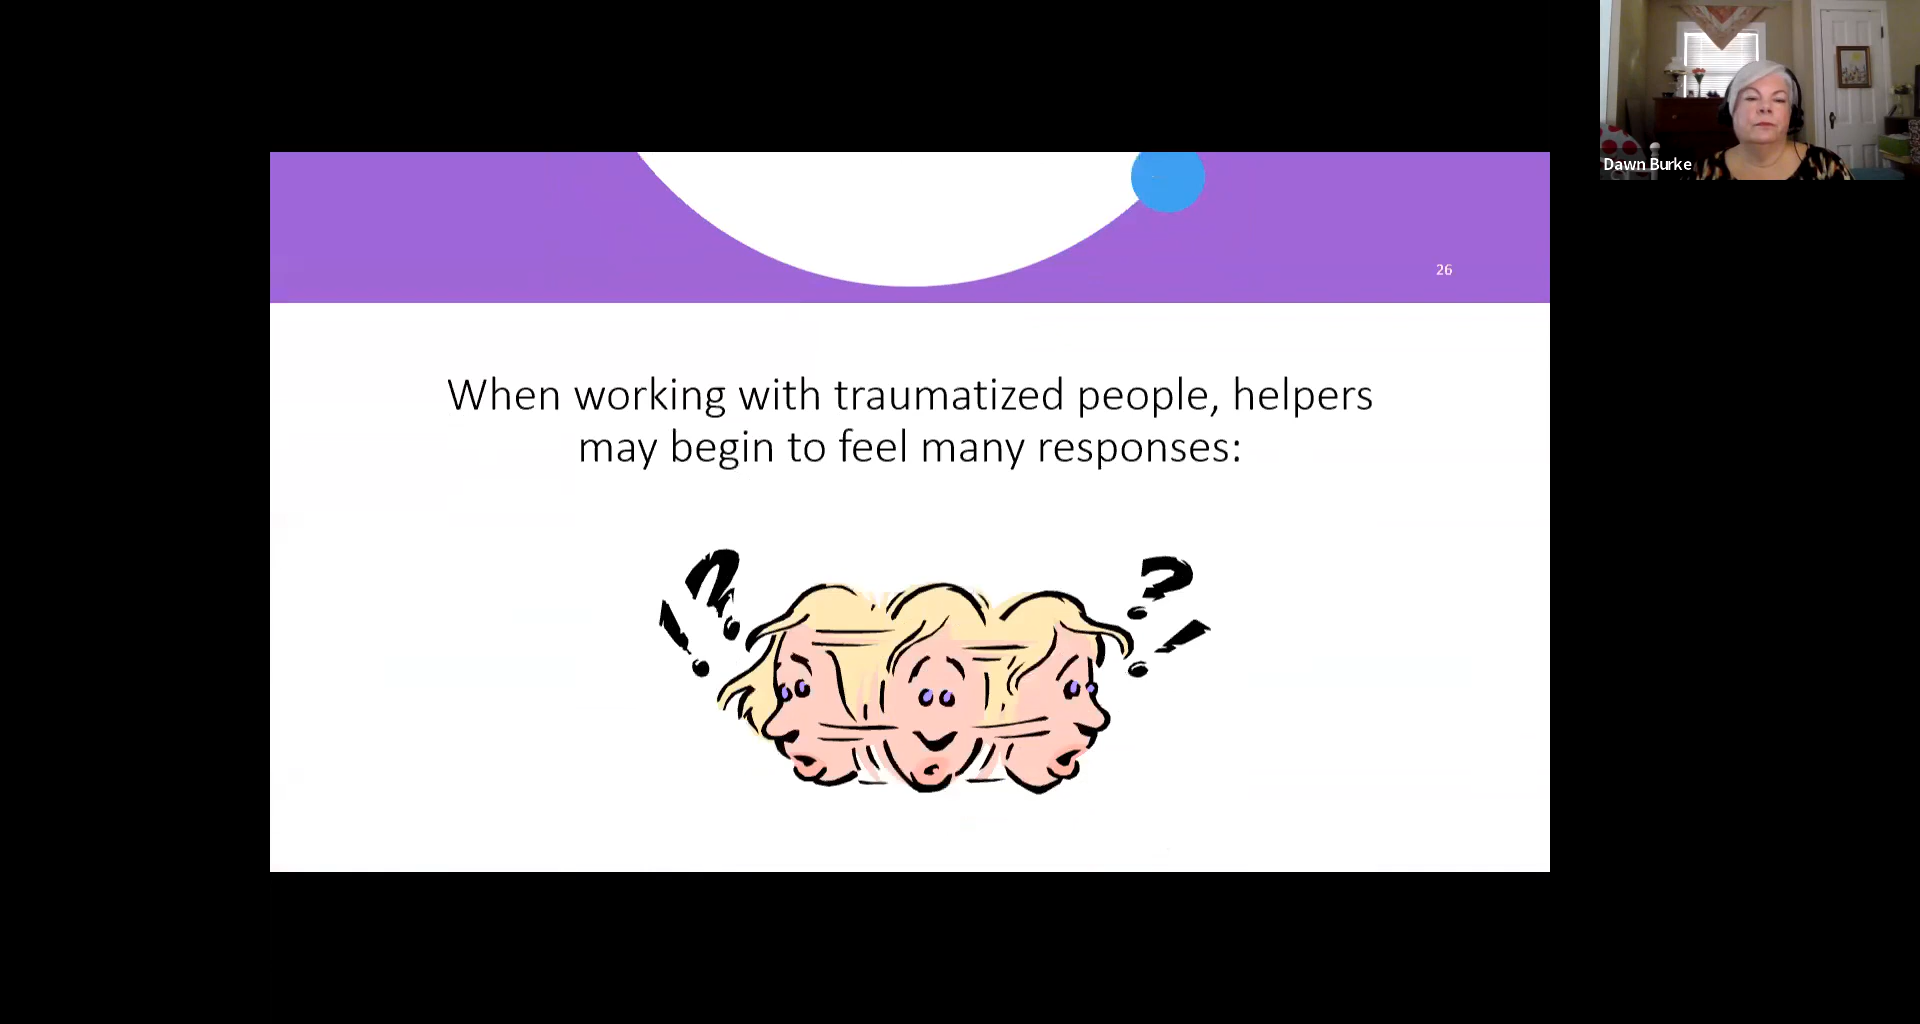 Dawn Burke
26
When working with traumatized people, helpers
may begin to feel many responses:
!?
?!